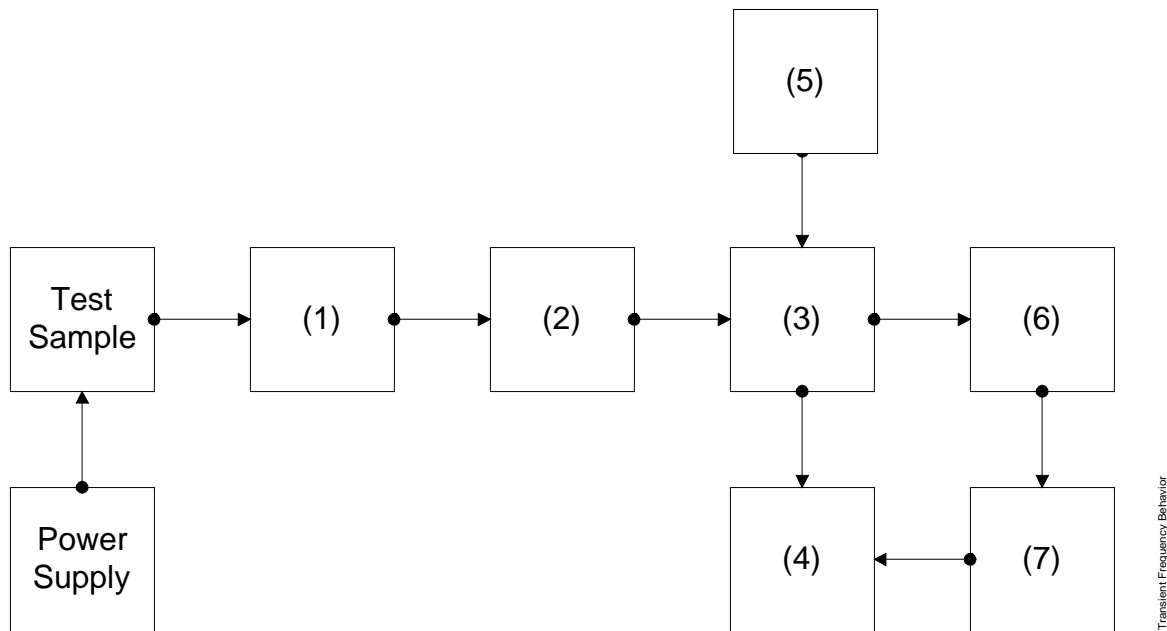 (5)
Test
Sample
(1)
(2)
(3)
(6)
Power
Supply
(4)
(7)
Transient Frequency Behavior